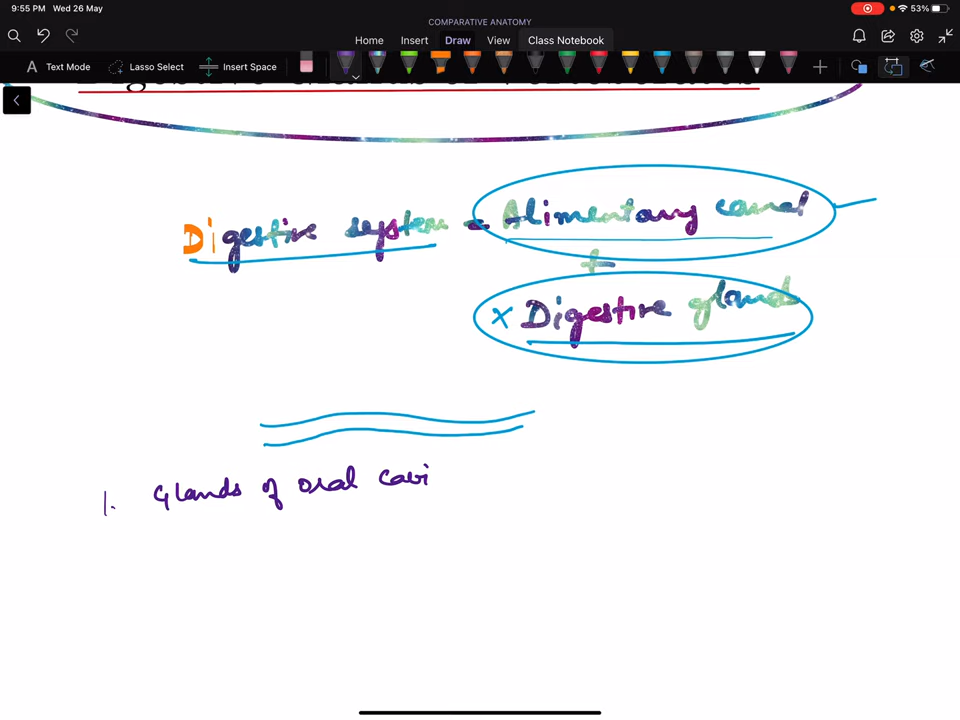 9:55 PM Wed 26 May
53%
COMPARATIVE ANATOMY
Home Insert Draw View Class Notebook
A Text Mode Lasso Select Insert Space
Digestive system = Alimentary canal
+
x Digestive glands
1. Glands of oral cavi